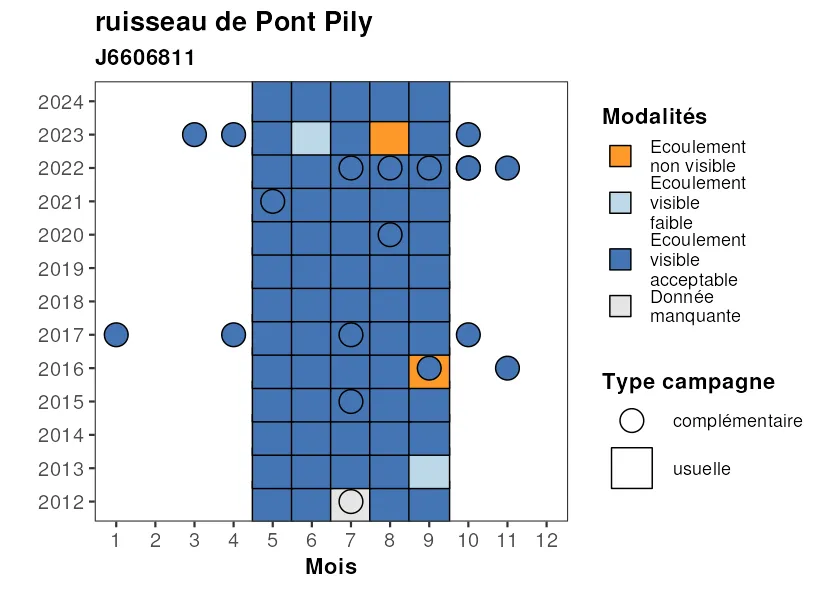 ruisseau de Pont Pily
J6606811
2024
2023
2022
2021
2020
2019
2018
2017
2016
2015
2014
2013
2012
1 2 3 4 5 6 7 8 9 10 11 12
Mois
Modalités
Ecoulement
non visible
Ecoulement
visible
faible
Ecoulement
visible
acceptable
Donnée
manquante
Type campagne
complémentaire
usuelle